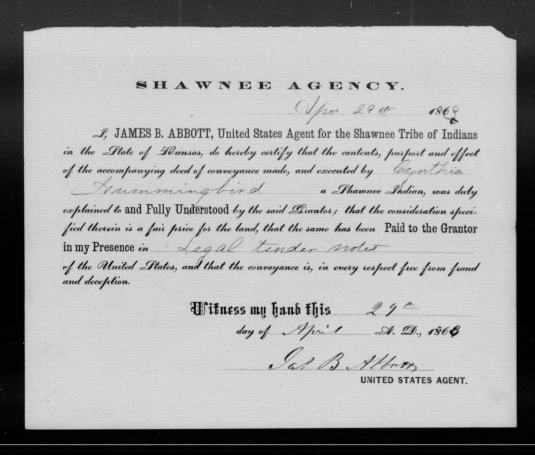 SHAWNEE AGENCY.
Apr. 29th 1868
I, JAMES B. ABBOTT, United States Agent for the Shawnee Tribe of Indians
in the State of Kansas, do hereby certify that the contents, purport and effect
of the accompanying deed of conveyance made, and executed by Cynthia
Hummingbird a Shawnee Indian, was duly
explained to and Fully Understood by the said Grantor; that the consideration speci-
fied therein is a fair price for the land, that the same has been Paid to the Grantor
in my Presence in Legal tender notes
of the United States, and that the conveyance is, in every respect free from fraud
and deception.
Witness my hand this 29th
day of April A. D., 1868
Jas B Abbott
UNITED STATES AGENT.